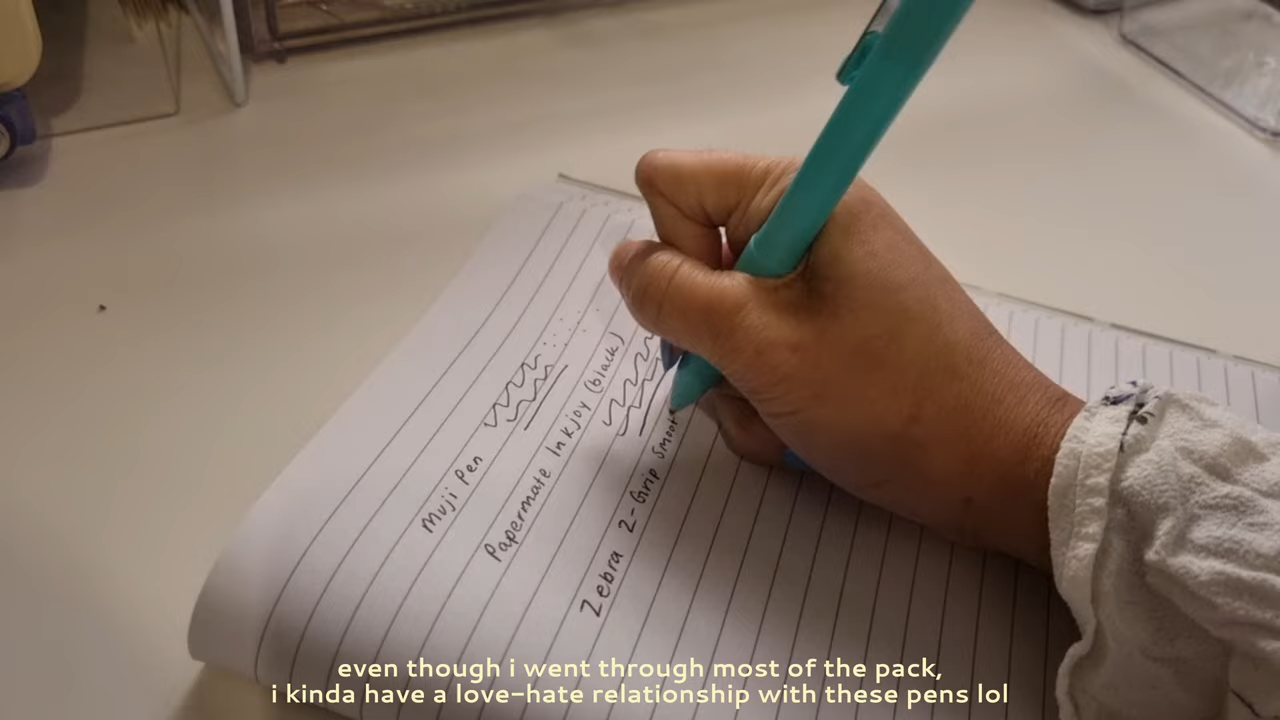 Muji Pen
Papermate Inkjoy (black)
Zebra Z-Grip Smoot
even though i went through most of the pack,
i kinda have a love-hate relationship with these pens lol